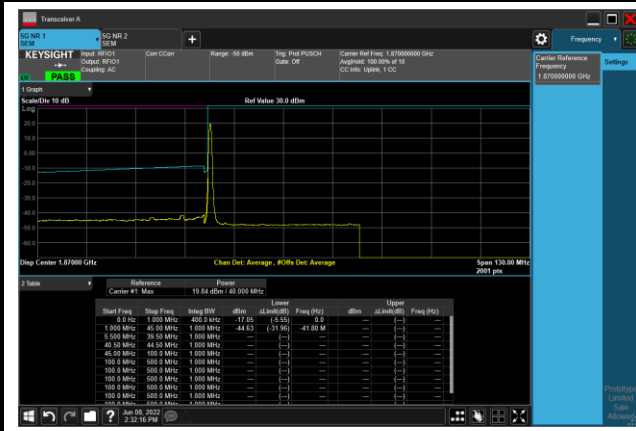 Transceiver A
5G NR 1
SEM
5G NR 2
SEM
+
Frequency
KEYSIGHT
Input: RFIO1
Output: RFIO1
Coupling: AC
Corr CCorr
Range: -50 dBm
Trig: Prot PUSCH
Gate: Off
Carrier Ref Freq: 1.870000000 GHz
Avg|Hold: 100.00% of 10
CC Info: Uplink, 1 CC
PASS
Carrier Reference
Frequency
1.870000000 GHz
Settings
1 Graph
Scale/Div 10 dB
Ref Value 30.0 dBm
Log
20.0
10.0
0.00
-10.0
-20.0
-30.0
-40.0
-50.0
-60.0
Disp Center 1.87000 GHz
Chan Det: Average , #Offs Det: Average
Span 130.00 MHz
2001 pts
2 Table
Reference Power
Carrier #1: Max 19.84 dBm / 40.000 MHz
Lower Upper
Start Freq Stop Freq Integ BW dBm ΔLimit(dB) Freq (Hz) dBm ΔLimit(dB) Freq (Hz)
0.0 Hz 1.000 MHz 400.0 kHz -17.05 (-5.55) 0.0 --- (---) ---
1.000 MHz 45.00 MHz 1.000 MHz -44.63 (-31.96) -41.80 M --- (---) ---
5.500 MHz 39.50 MHz 1.000 MHz --- (---) --- --- (---) ---
40.50 MHz 44.50 MHz 1.000 MHz --- (---) --- --- (---) ---
45.00 MHz 100.0 MHz 1.000 MHz --- (---) --- --- (---) ---
100.0 MHz 500.0 MHz 1.000 MHz --- (---) --- --- (---) ---
100.0 MHz 500.0 MHz 1.000 MHz --- (---) --- --- (---) ---
100.0 MHz 500.0 MHz 1.000 MHz --- (---) --- --- (---) ---
100.0 MHz 500.0 MHz 1.000 MHz --- (---) --- --- (---) ---
100.0 MHz 500.0 MHz 1.000 MHz
?
Jun 08, 2022
2:32:16 PM
Prototype
Limited
Sale
Allowed